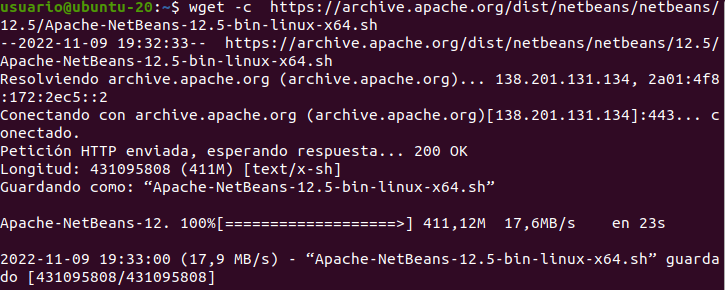 usuario@ubuntu-20:~$ wget -c  https://archive.apache.org/dist/netbeans/netbeans/
12.5/Apache-NetBeans-12.5-bin-linux-x64.sh
--2022-11-09 19:32:33--  https://archive.apache.org/dist/netbeans/netbeans/12.5/
Apache-NetBeans-12.5-bin-linux-x64.sh
Resolviendo archive.apache.org (archive.apache.org)... 138.201.131.134, 2a01:4f8
:172:2ec5::2
Conectando con archive.apache.org (archive.apache.org)[138.201.131.134]:443... c
onectado.
Petición HTTP enviada, esperando respuesta... 200 OK
Longitud: 431095808 (411M) [text/x-sh]
Guardando como: “Apache-NetBeans-12.5-bin-linux-x64.sh”
Apache-NetBeans-12. 100%[===================>] 411,12M  17,6MB/s    en 23s
2022-11-09 19:33:00 (17,9 MB/s) - “Apache-NetBeans-12.5-bin-linux-x64.sh” guarda
do [431095808/431095808]